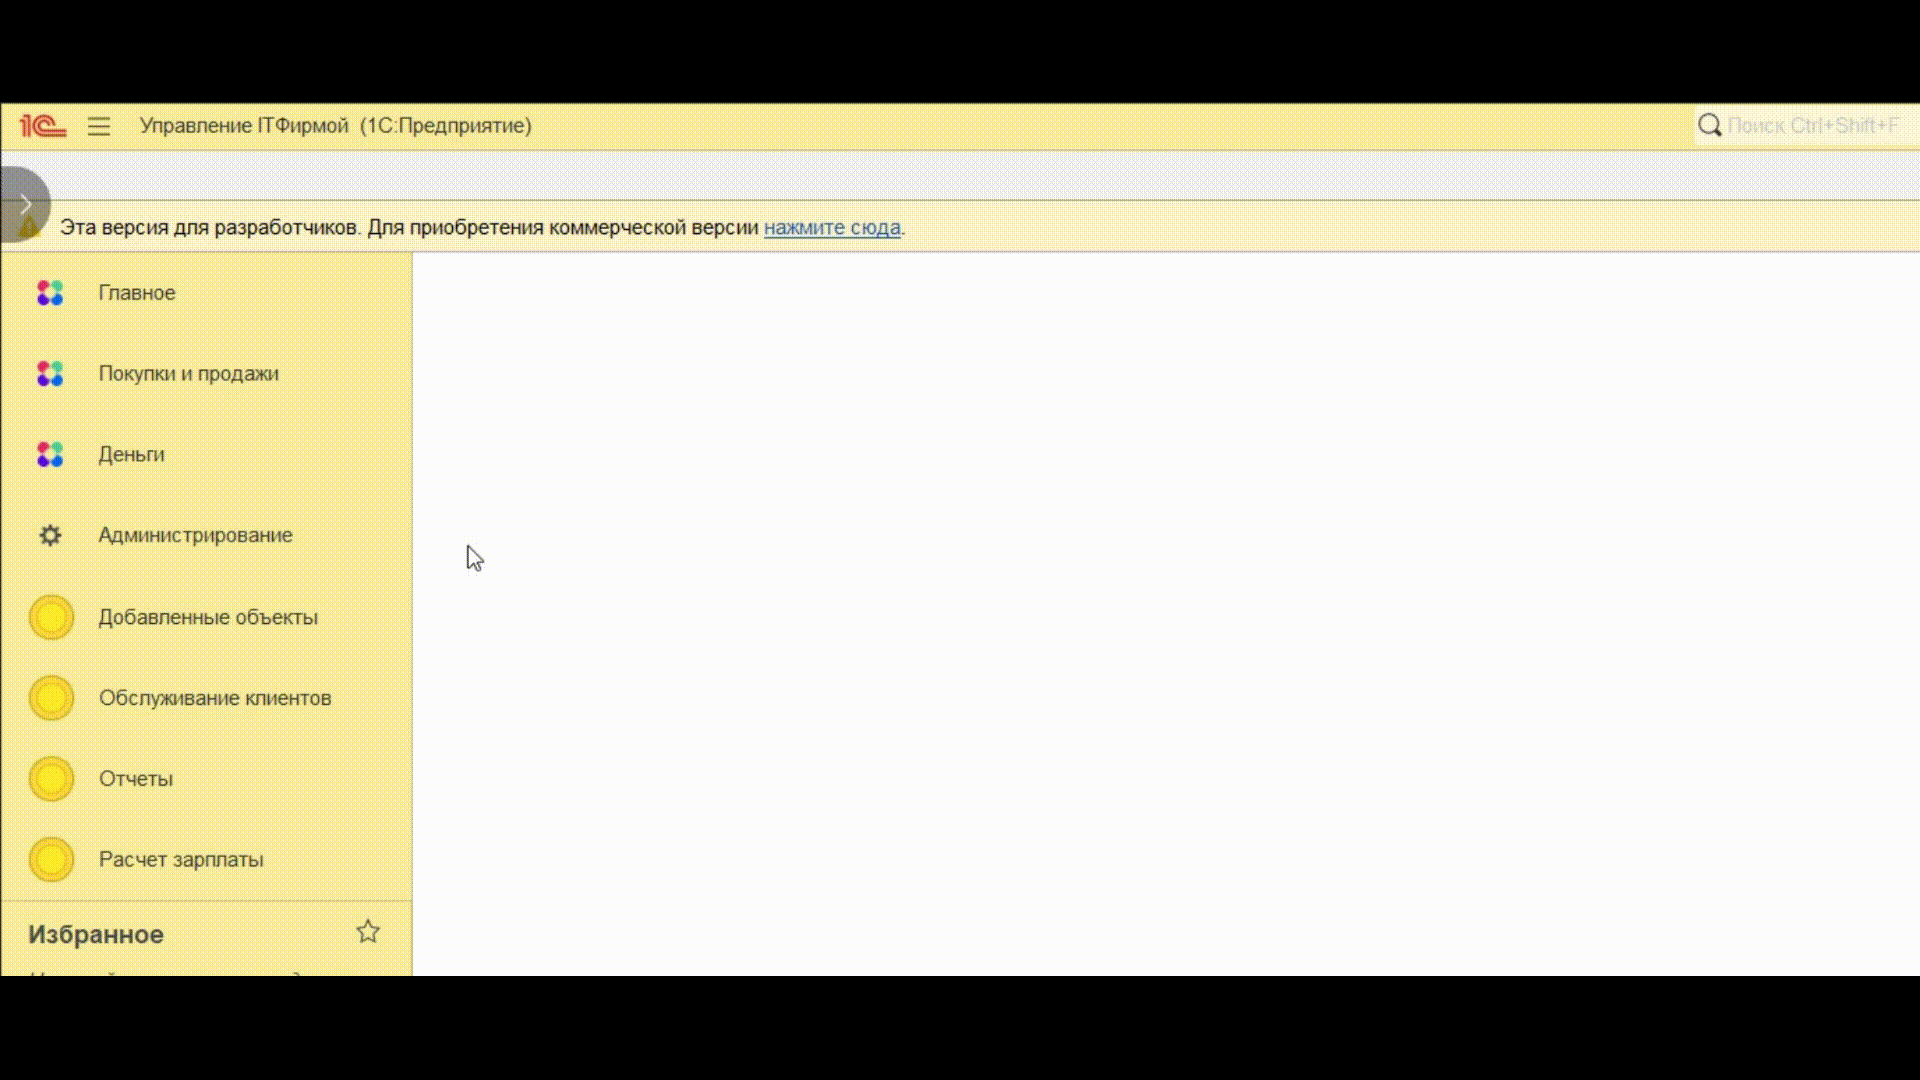 1С Управление ITФирмой (1С:Предприятие) Поиск Ctrl+Shift+F
Эта версия для разработчиков. Для приобретения коммерческой версии нажмите сюда.
Главное
Покупки и продажи
Деньги
Администрирование
Добавленные объекты
Обслуживание клиентов
Отчеты
Расчет зарплаты
Избранное